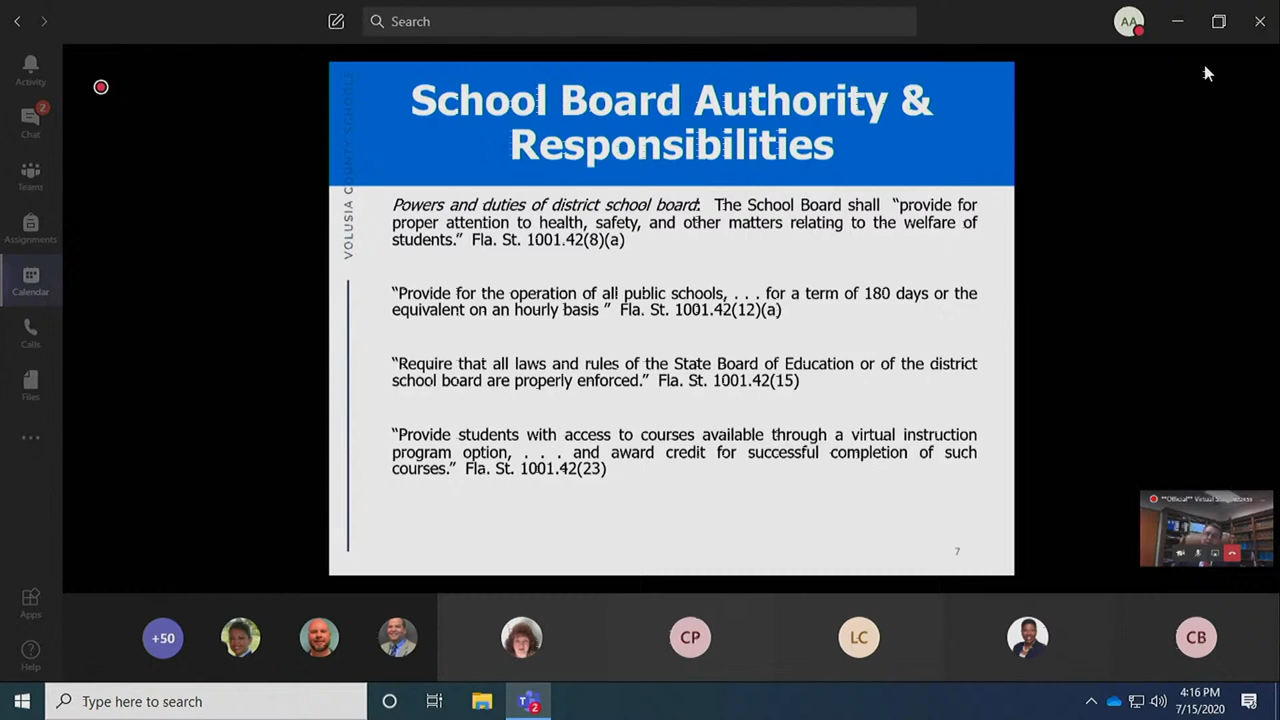 Search
AA
Activity
2
Chat
Teams
Assignments
Calendar
Calls
Files
Apps
Help
VOLUSIA COUNTY SCHOOLS
School Board Authority &
Responsibilities
Powers and duties of district school board: The School Board shall “provide for
proper attention to health, safety, and other matters relating to the welfare of
students.” Fla. St. 1001.42(8)(a)
“Provide for the operation of all public schools, . . . for a term of 180 days or the
equivalent on an hourly basis ” Fla. St. 1001.42(12)(a)
“Require that all laws and rules of the State Board of Education or of the district
school board are properly enforced.” Fla. St. 1001.42(15)
“Provide students with access to courses available through a virtual instruction
program option, . . . and award credit for successful completion of such
courses.” Fla. St. 1001.42(23)
7
**Official** Virtual
+50
CP
LC
CB
Type here to search
2
4:16 PM
7/15/2020